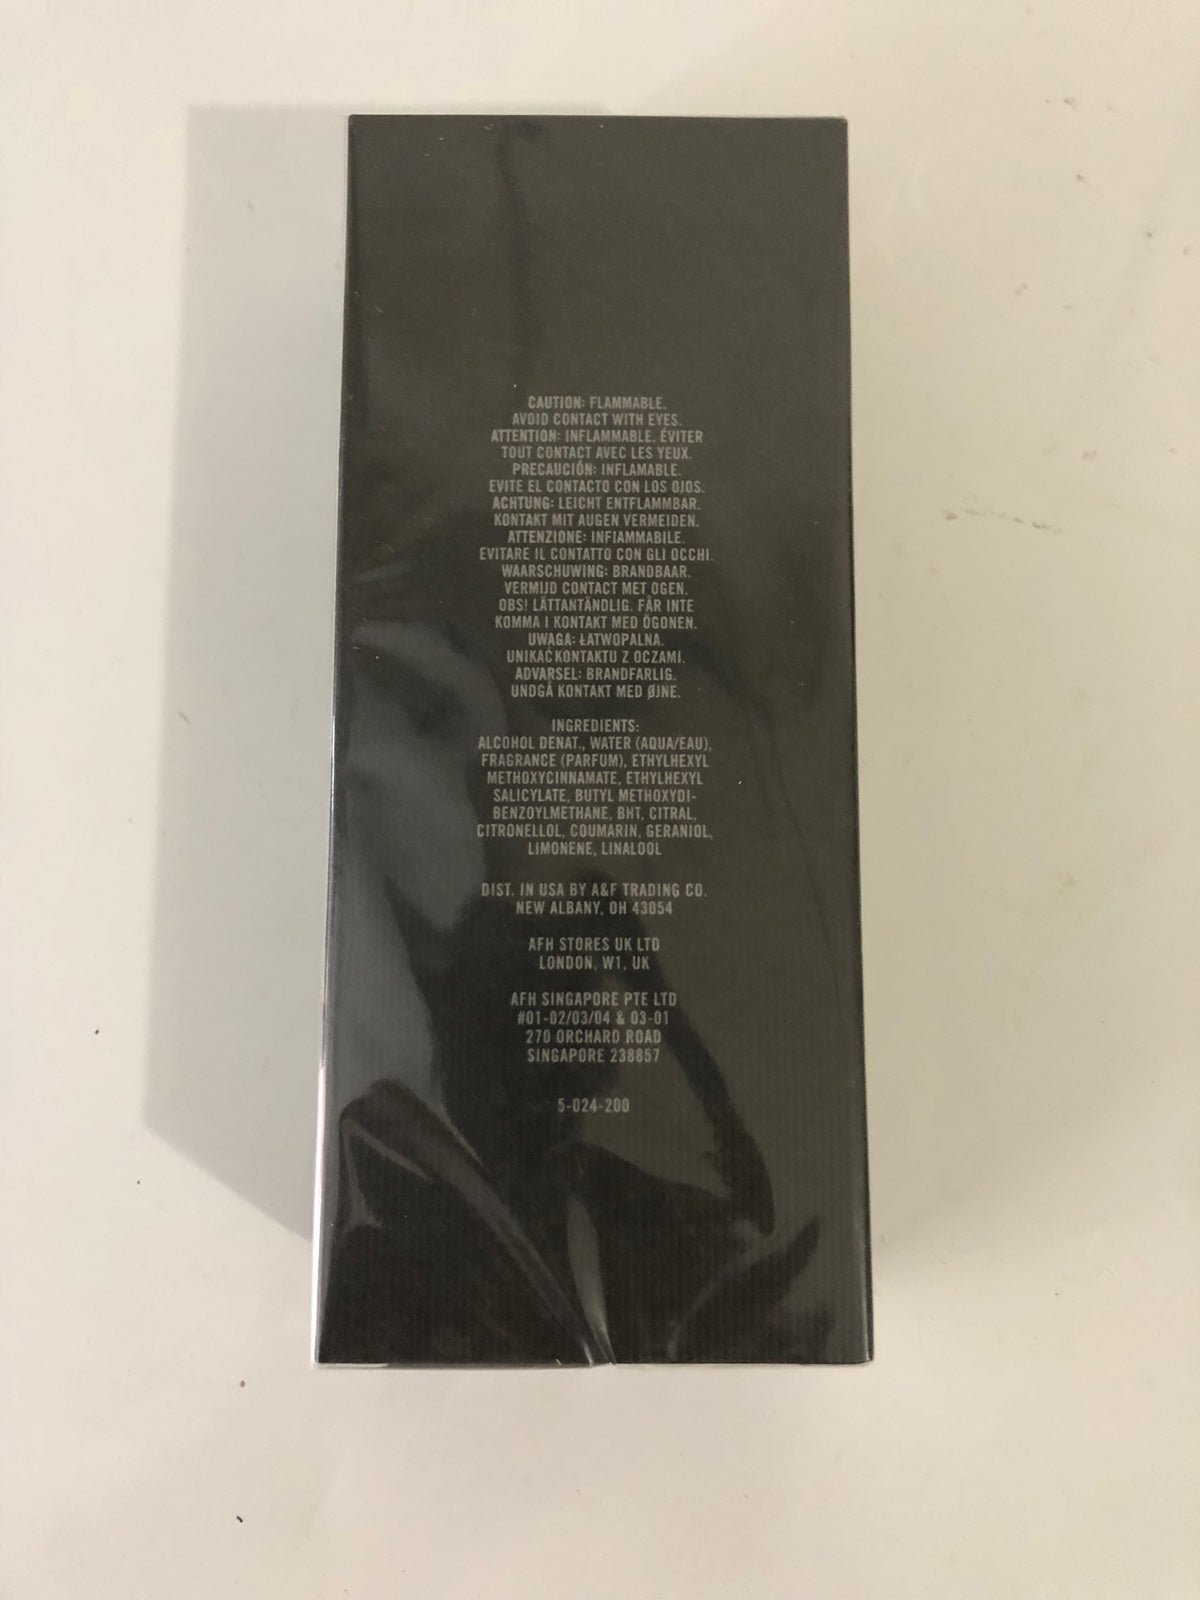 CAUTION: FLAMMABLE.
AVOID CONTACT WITH EYES.
ATTENTION: INFLAMMABLE. ÉVITER
TOUT CONTACT AVEC LES YEUX.
PRECAUCIÓN: INFLAMABLE.
EVITE EL CONTACTO CON LOS OJOS.
ACHTUNG: LEICHT ENTFLAMMBAR.
KONTAKT MIT AUGEN VERMEIDEN.
ATTENZIONE: INFIAMMABILE.
EVITARE IL CONTATTO CON GLI OCCHI.
WAARSCHUWING: BRANDBAAR.
VERMIJD CONTACT MET OGEN.
OBS! LÄTTANTÄNDLIG. FÅR INTE
KOMMA I KONTAKT MED ÖGONEN.
UWAGA: ŁATWOPALNA.
UNIKAĆ KONTAKTU Z OCZAMI.
ADVARSEL: BRANDFARLIG.
UNDGÅ KONTAKT MED ØJNE.
INGREDIENTS:
ALCOHOL DENAT., WATER (AQUA/EAU),
FRAGRANCE (PARFUM), ETHYLHEXYL
METHOXYCINNAMATE, ETHYLHEXYL
SALICYLATE, BUTYL METHOXYDI-
BENZOYLMETHANE, BHT, CITRAL,
CITRONELLOL, COUMARIN, GERANIOL,
LIMONENE, LINALOOL
DIST. IN USA BY A&F TRADING CO.
NEW ALBANY, OH 43054
AFH STORES UK LTD
LONDON, W1, UK
AFH SINGAPORE PTE LTD
#01-02/03/04 & 03-01
270 ORCHARD ROAD
SINGAPORE 238857
5-024-200